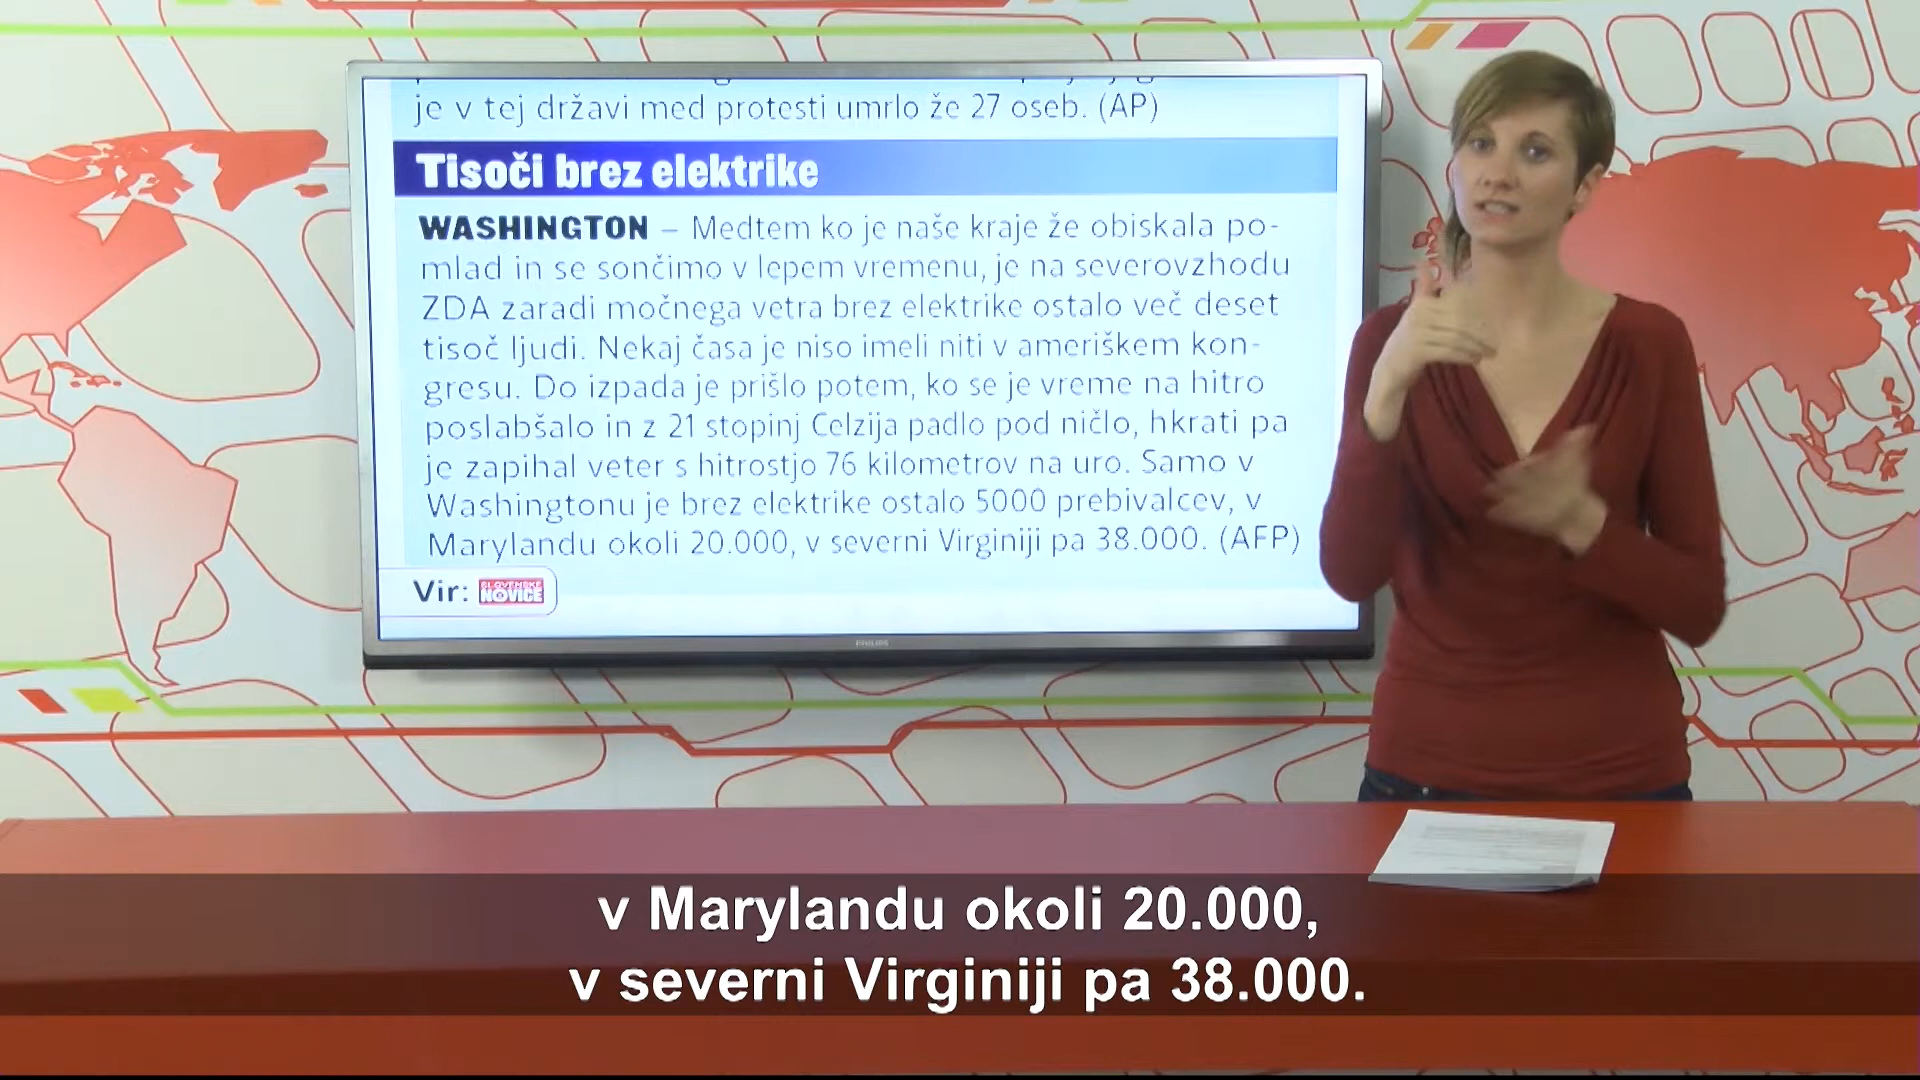 je v tej državi med protesti umrlo že 27 oseb. (AP)
Tisoči brez elektrike
WASHINGTON – Medtem ko je naše kraje že obiskala po-
mlad in se sončimo v lepem vremenu, je na severovzhodu
ZDA zaradi močnega vetra brez elektrike ostalo več deset
tisoč ljudi. Nekaj časa je niso imeli niti v ameriškem kon-
gresu. Do izpada je prišlo potem, ko se je vreme na hitro
poslabšalo in z 21 stopinj Celzija padlo pod ničlo, hkrati pa
je zapihal veter s hitrostjo 76 kilometrov na uro. Samo v
Washingtonu je brez elektrike ostalo 5000 prebivalcev, v
Marylandu okoli 20.000, v severni Virginiji pa 38.000. (AFP)
Vir: SLOVENSKE
NOVICE
PHILIPS
v Marylandu okoli 20.000,
v severni Virginiji pa 38.000.